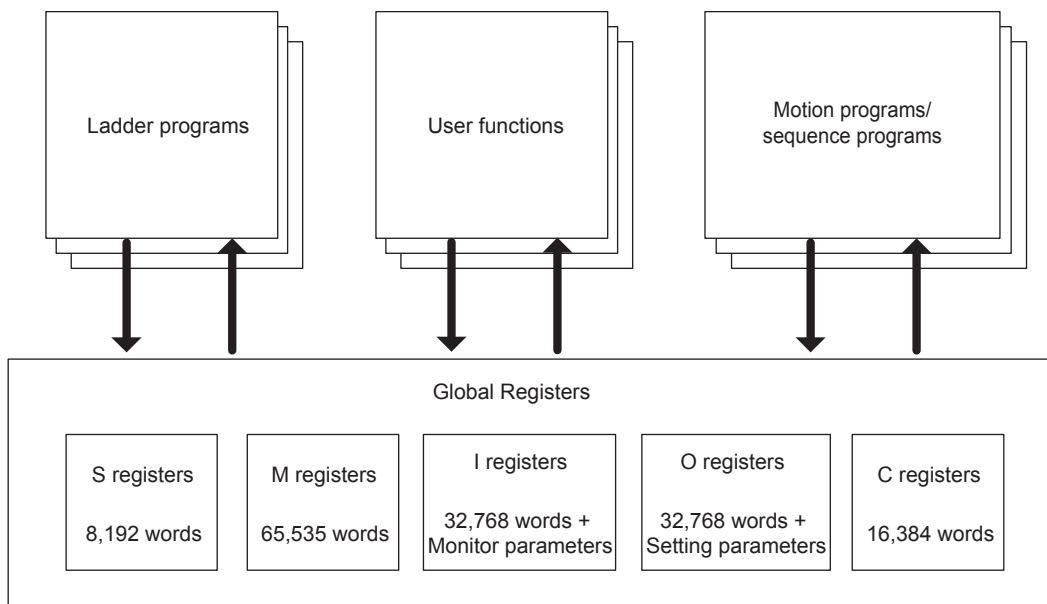 Ladder programs
User functions
Motion programs/
sequence programs
Global Registers
S registers
8,192 words
M registers
65,535 words
I registers
32,768 words +
Monitor parameters
O registers
32,768 words +
Setting parameters
C registers
16,384 words